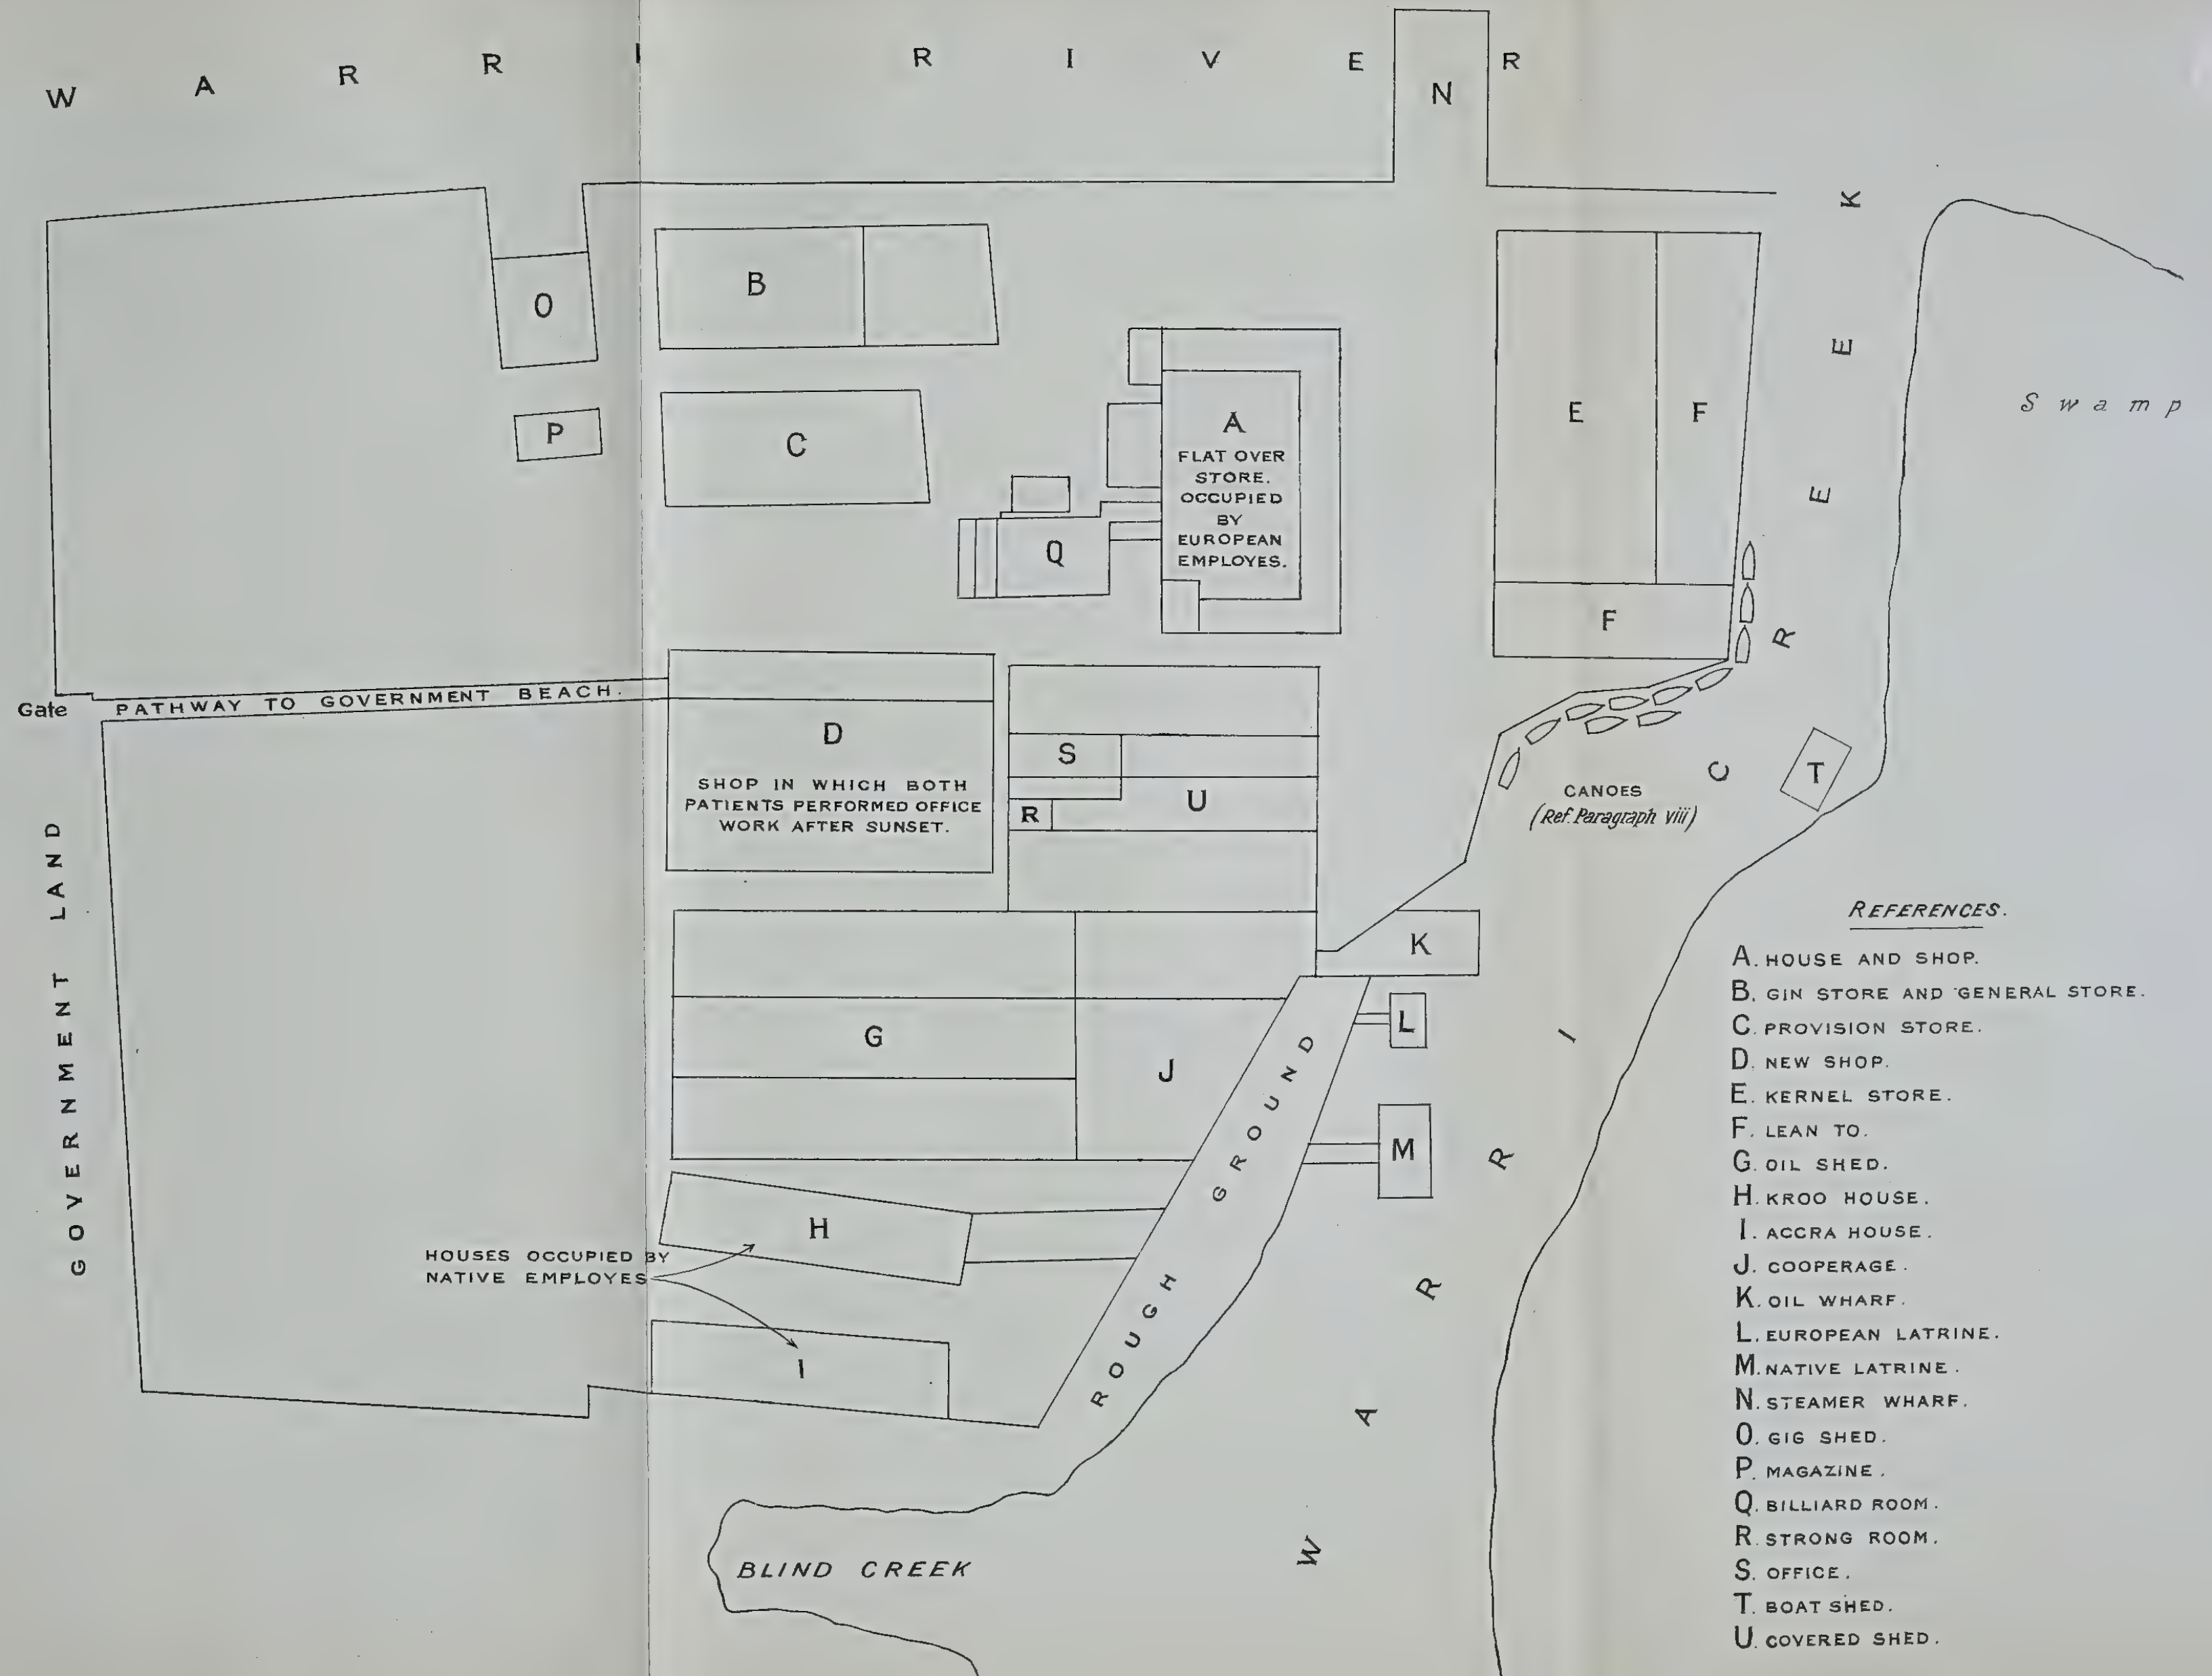 WARRI RIVER
N
O
B
P
C
A
FLAT OVER
STORE.
OCCUPIED
BY
EUROPEAN
EMPLOYES.
E
F
F
Q
WARRI CREEK
Swamp
Gate
PATHWAY TO GOVERNMENT BEACH.
D
SHOP IN WHICH BOTH
PATIENTS PERFORMED OFFICE
WORK AFTER SUNSET.
S
R
U
T
CANOES
(Ref. Paragraph viii)
GOVERNMENT LAND
K
L
G
J
M
ROUGH GROUND
H
HOUSES OCCUPIED BY
NATIVE EMPLOYES
I
BLIND CREEK
REFERENCES.
A. HOUSE AND SHOP.
B. GIN STORE AND GENERAL STORE.
C. PROVISION STORE.
D. NEW SHOP.
E. KERNEL STORE.
F. LEAN TO.
G. OIL SHED.
H. KROO HOUSE.
I. ACCRA HOUSE.
J. COOPERAGE.
K. OIL WHARF.
L. EUROPEAN LATRINE.
M. NATIVE LATRINE.
N. STEAMER WHARF.
O. GIG SHED.
P. MAGAZINE.
Q. BILLIARD ROOM.
R. STRONG ROOM.
S. OFFICE.
T. BOAT SHED.
U. COVERED SHED.